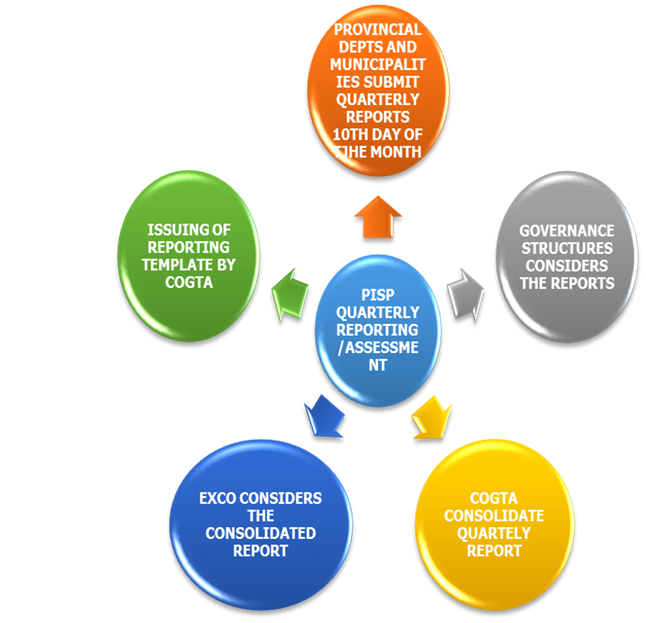 PROVINCIAL
DEPTS AND
MUNICIPALIT
IES SUBMIT
QUARTERLY
REPORTS
10TH DAY OF
THE MONTH
ISSUING OF
REPORTING
TEMPLATE BY
COGTA
GOVERNANCE
STRUCTURES
CONSIDERS
THE REPORTS
PISP
QUARTERLY
REPORTING
/ASSESSME
NT
EXCO CONSIDERS
THE
CONSOLIDATED
REPORT
COGTA
CONSOLIDATE
QUARTELY
REPORT